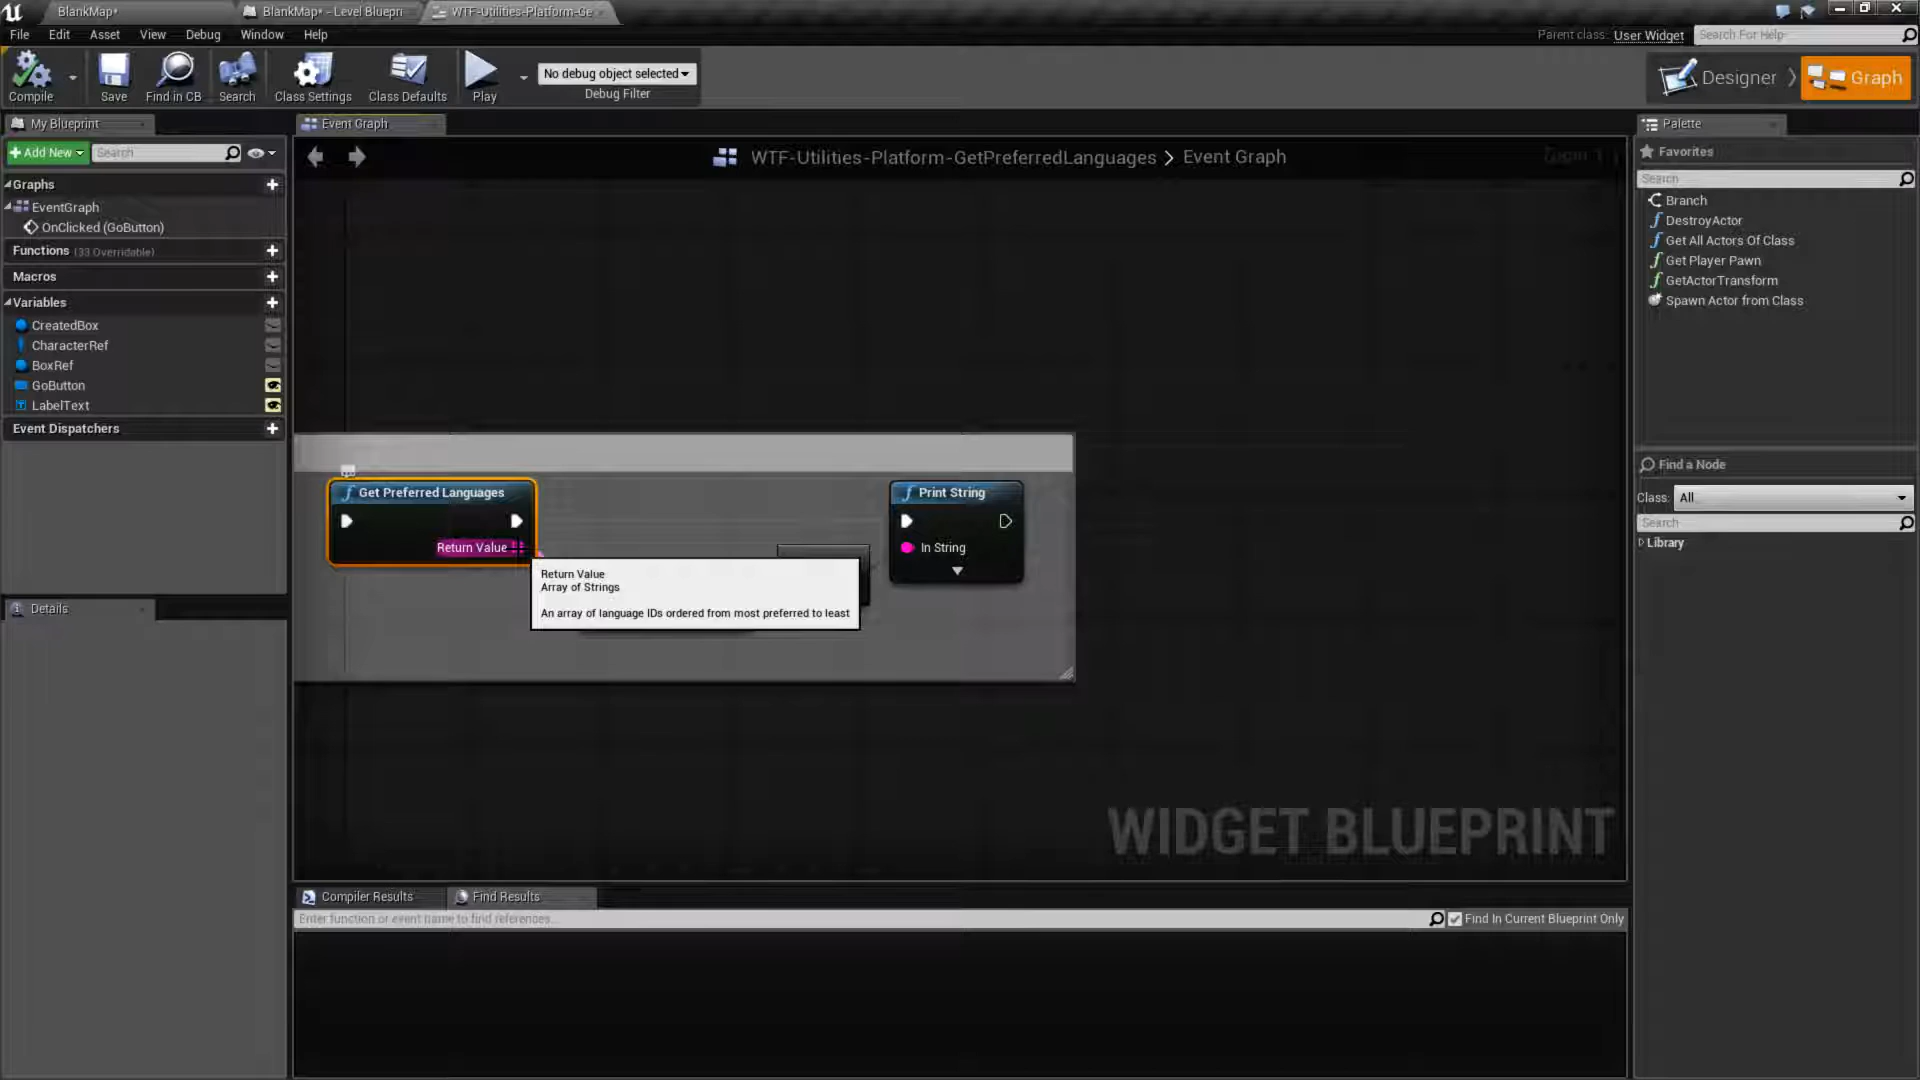 BlankMap*
BlankMap* - Level Bluepri
WTF-Utilities-Platform-Ge
File Edit Asset View Debug Window Help
Parent class: User Widget
Search For Help
Compile
Save
Find in CB
Search
Class Settings
Class Defaults
Play
No debug object selected
Debug Filter
Designer
Graph
My Blueprint
Add New
Search
Graphs
EventGraph
OnClicked (GoButton)
Functions (33 Overridable)
Macros
Variables
CreatedBox
CharacterRef
BoxRef
GoButton
LabelText
Event Dispatchers
Details
Event Graph
WTF-Utilities-Platform-GetPreferredLanguages > Event Graph
Get Preferred Languages
Return Value
Print String
In String
Return Value
Array of Strings
An array of language IDs ordered from most preferred to least
WIDGET BLUEPRINT
Compiler Results
Find Results
Enter function or event name to find references...
Find In Current Blueprint Only
Palette
Favorites
Search
Branch
DestroyActor
Get All Actors Of Class
Get Player Pawn
GetActorTransform
Spawn Actor from Class
Find a Node
Class: All
Search
Library